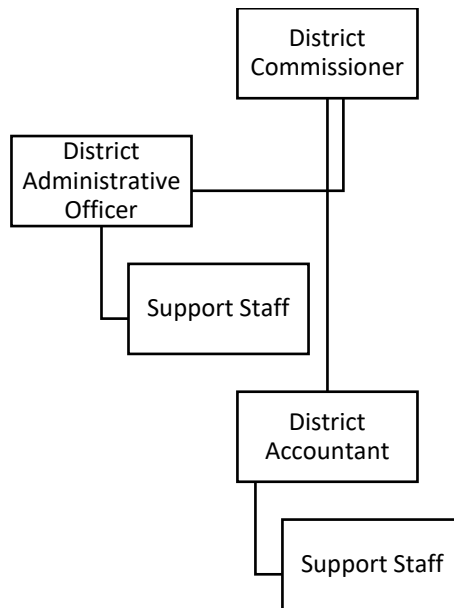 District
Commissioner
District
Administrative
Officer
Support Staff
District
Accountant
Support Staff